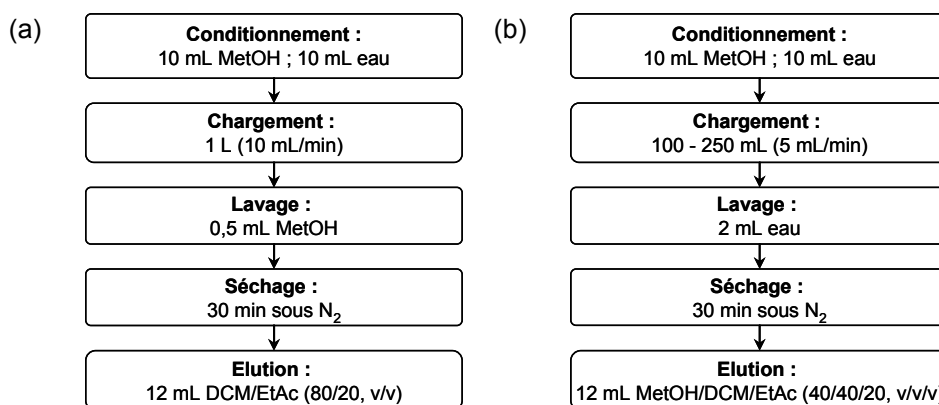 (a)
Conditionnement :
10 mL MetOH ; 10 mL eau
Chargement :
1 L (10 mL/min)
Lavage :
0,5 mL MetOH
Séchage :
30 min sous N2
Elution :
12 mL DCM/EtAc (80/20, v/v)
(b)
Conditionnement :
10 mL MetOH ; 10 mL eau
Chargement :
100 - 250 mL (5 mL/min)
Lavage :
2 mL eau
Séchage :
30 min sous N2
Elution :
12 mL MetOH/DCM/EtAc (40/40/20, v/v/v)